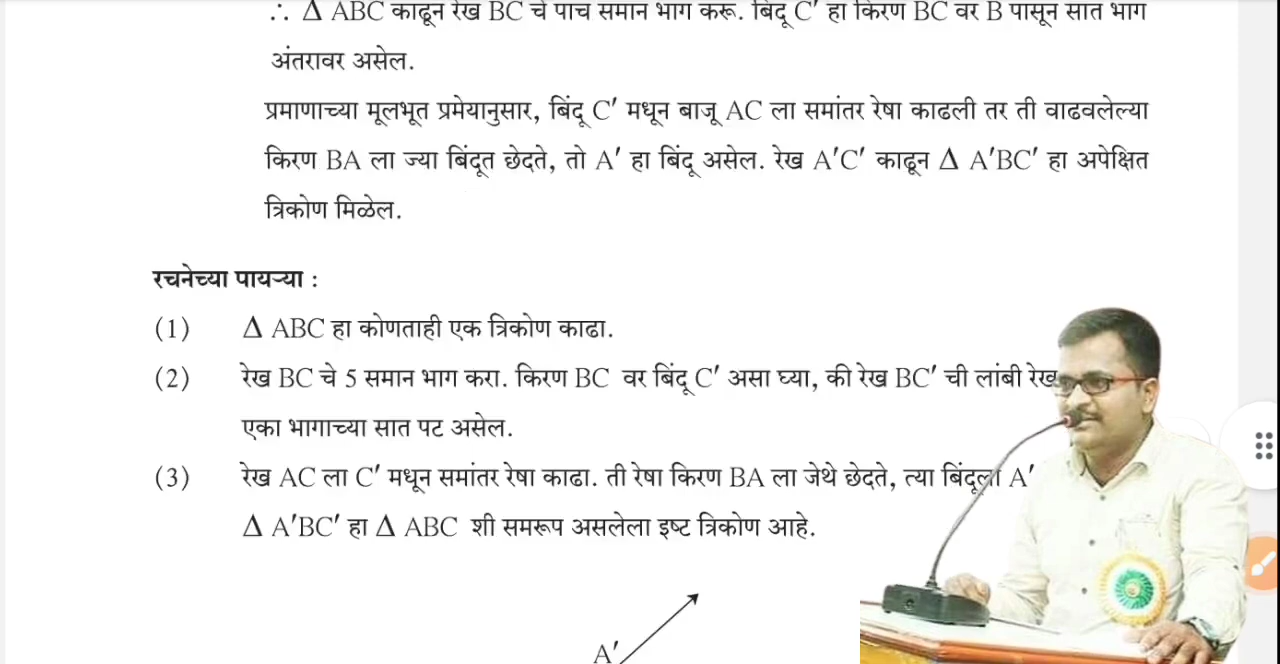 ∴ Δ ABC काढून रेख BC चे पाच समान भाग करू. बिंदू C′ हा किरण BC वर B पासून सात भाग
अंतरावर असेल.
प्रमाणाच्या मूलभूत प्रमेयानुसार, बिंदू C′ मधून बाजू AC ला समांतर रेषा काढली तर ती वाढवलेल्या
किरण BA ला ज्या बिंदूत छेदते, तो A′ हा बिंदू असेल. रेख A′C′ काढून Δ A′BC′ हा अपेक्षित
त्रिकोण मिळेल.
रचनेच्या पायऱ्या :
(1) Δ ABC हा कोणताही एक त्रिकोण काढा.
(2) रेख BC चे 5 समान भाग करा. किरण BC वर बिंदू C′ असा घ्या, की रेख BC′ ची लांबी रेख
एका भागाच्या सात पट असेल.
(3) रेख AC ला C′ मधून समांतर रेषा काढा. ती रेषा किरण BA ला जेथे छेदते, त्या बिंदूला A′
Δ A′BC′ हा Δ ABC शी समरूप असलेला इष्ट त्रिकोण आहे.
A′